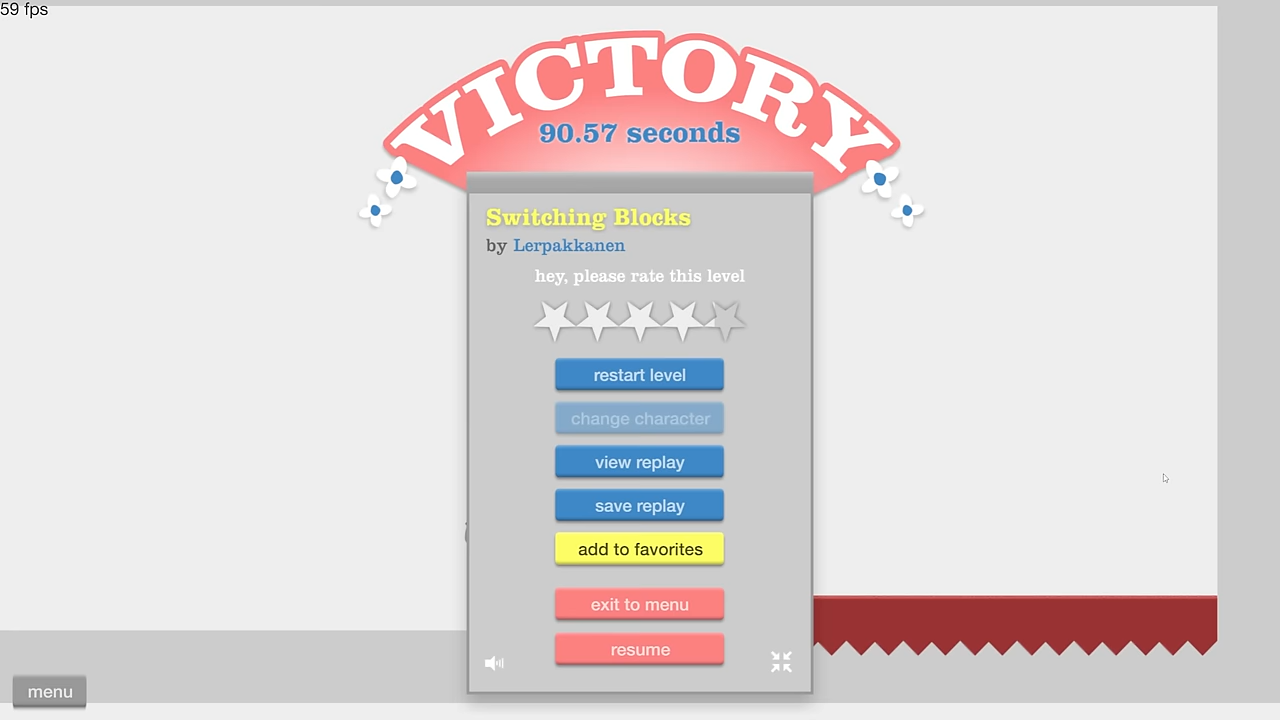 59 fps
VICTORY
90.57 seconds
Switching Blocks
by Lerpakkanen
hey, please rate this level
restart level
change character
view replay
save replay
add to favorites
exit to menu
resume
menu